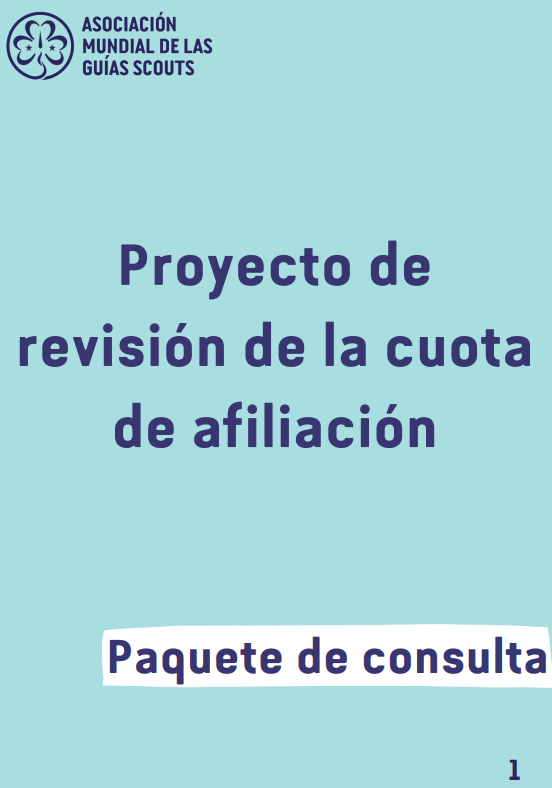 ASOCIACIÓN
MUNDIAL DE LAS
GUÍAS SCOUTS
Proyecto de
revisión de la cuota
de afiliación
Paquete de consulta
1